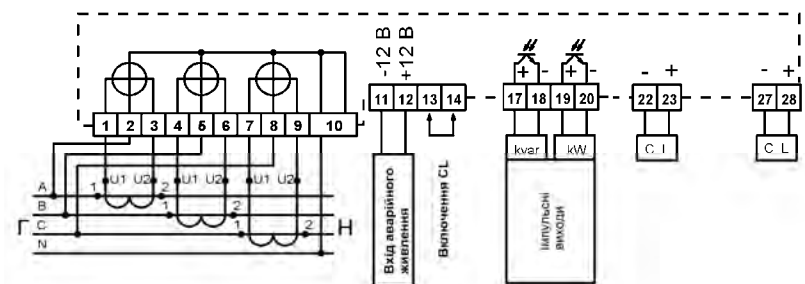 -12 В
+12 В
+ - + -
- +
- +
1 2 3 4 5 6 7 8 9 10
11 12 13 14
17 18 19 20
22 23
27 28
kvar
kW
C L
C L
U1 U2 U1 U2 U1 U2
A 1 2
B 1 2
C 1 2
N
Г
Н
Вхід аварійного
живлення
Включення CL
Імпульсні
виходи